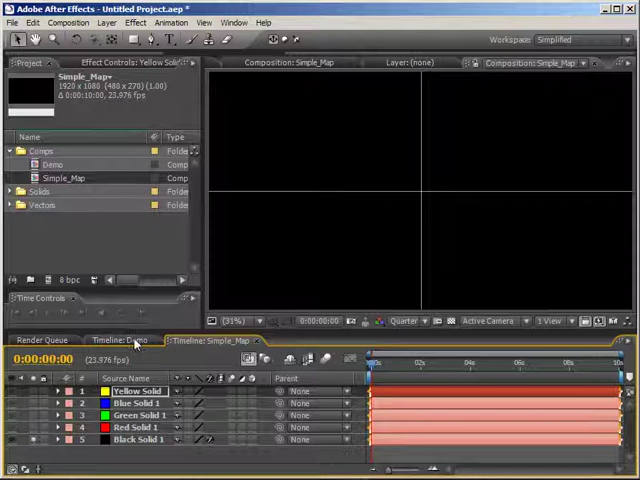 Adobe After Effects - Untitled Project.aep *
File Edit Composition Layer Effect Animation View Window Help
Workspace: Simplified
Project Effect Controls: Yellow Solid Composition: Simple_Map Layer: (none) Composition: Simple_Map
Simple_Map
1920 x 1080 (480 x 270) (1.00)
Δ 0:00:10:00, 23.976 fps
Name Type
Comps Folder
Demo Comp
Simple_Map Comp
Solids Folder
Vectors Folder
8 bpc
(31%) 0:00:00:00 Quarter Active Camera 1 View
Time Controls
Render Queue Timeline: Demo Timeline: Simple_Map
0:00:00:00 (23.976 fps)
# Source Name Parent
02s 04s 06s 08s 10s
1 Yellow Solid None
2 Blue Solid 1 None
3 Green Solid 1 None
4 Red Solid 1 None
5 Black Solid 1 None